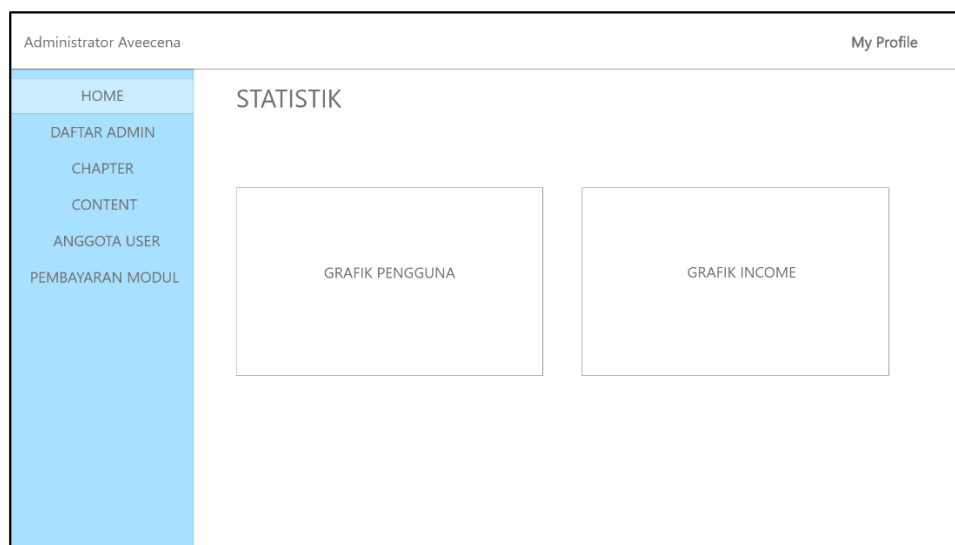 Administrator Aveecena
My Profile
HOME
DAFTAR ADMIN
CHAPTER
CONTENT
ANGGOTA USER
PEMBAYARAN MODUL
STATISTIK
GRAFIK PENGGUNA
GRAFIK INCOME